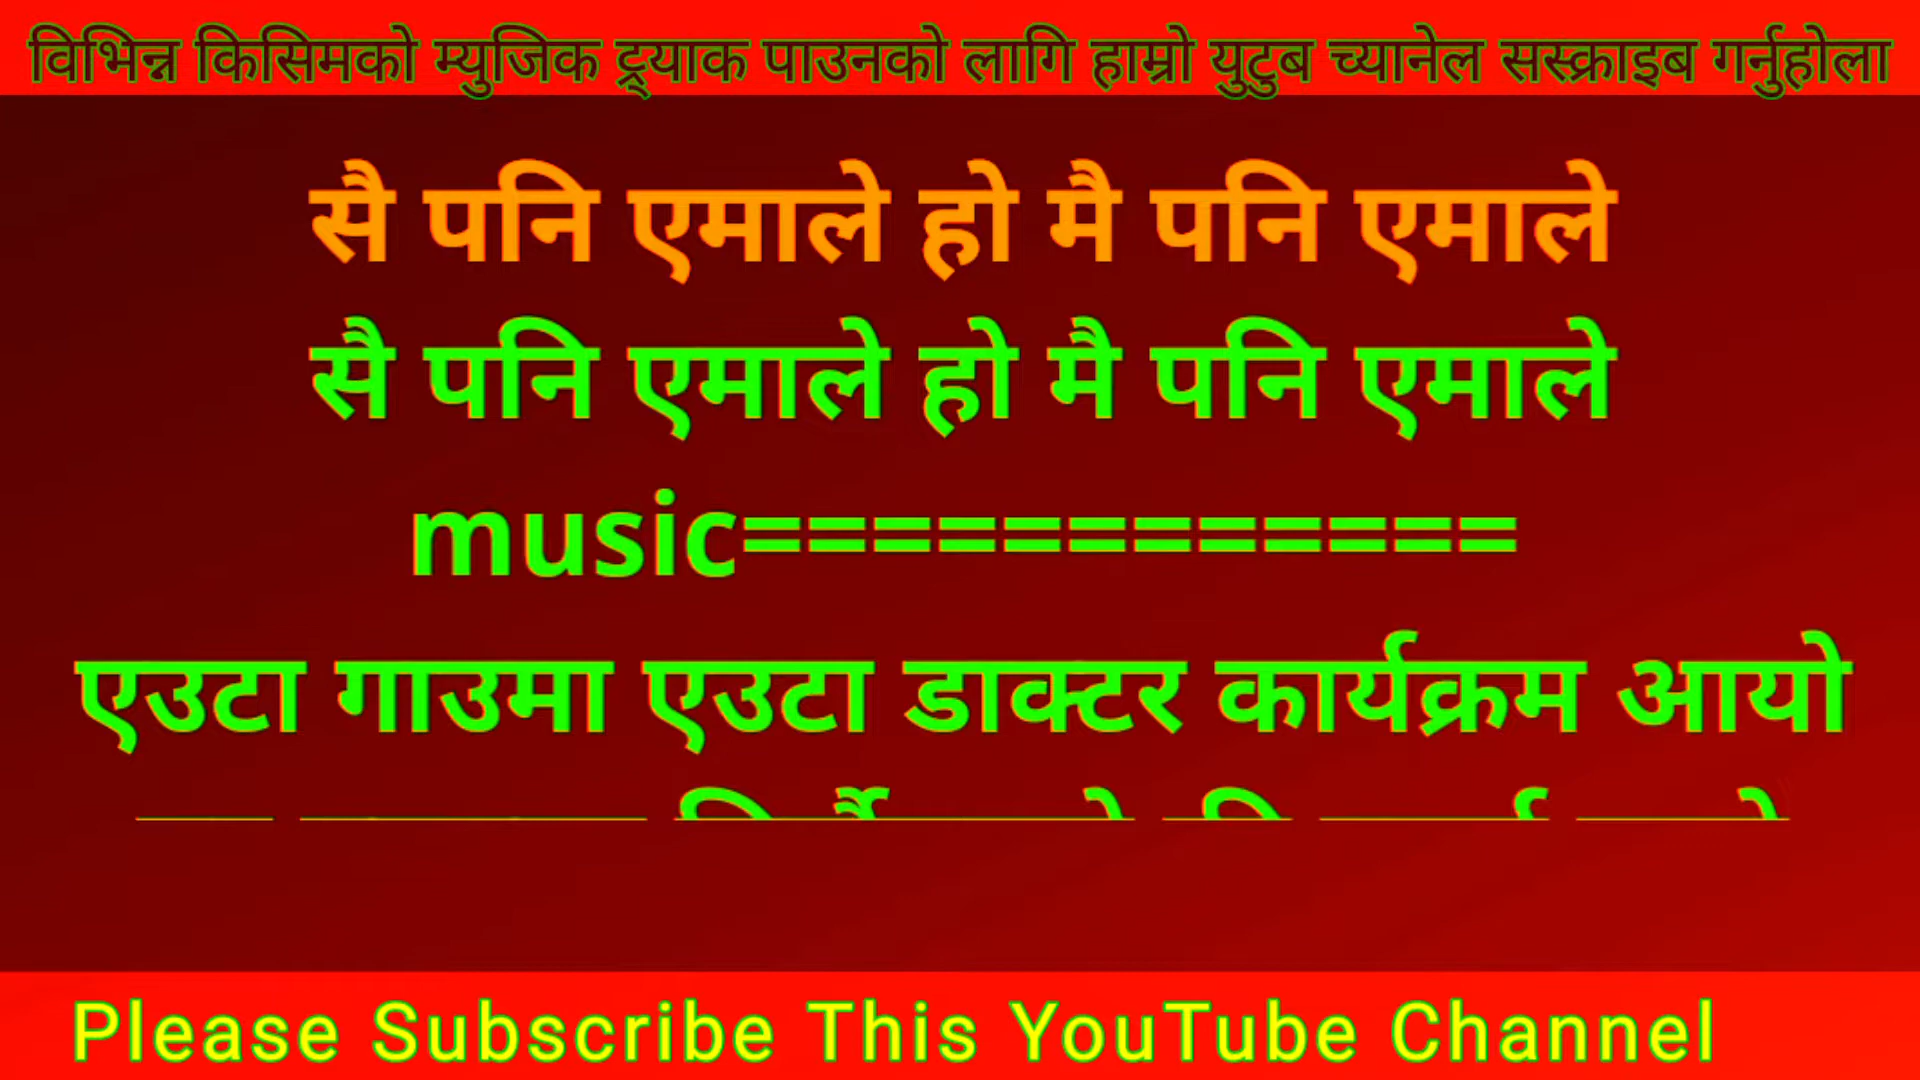 विभिन्न किसिमको म्युजिक ट्र्याक पाउनको लागि हाम्रो युटुब च्यानेल सस्क्राइब गर्नुहोला
सै पनि एमाले हो मै पनि एमाले
सै पनि एमाले हो मै पनि एमाले
music============
एउटा गाउमा एउटा डाक्टर कार्यक्रम आयो
Please Subscribe This YouTube Channel